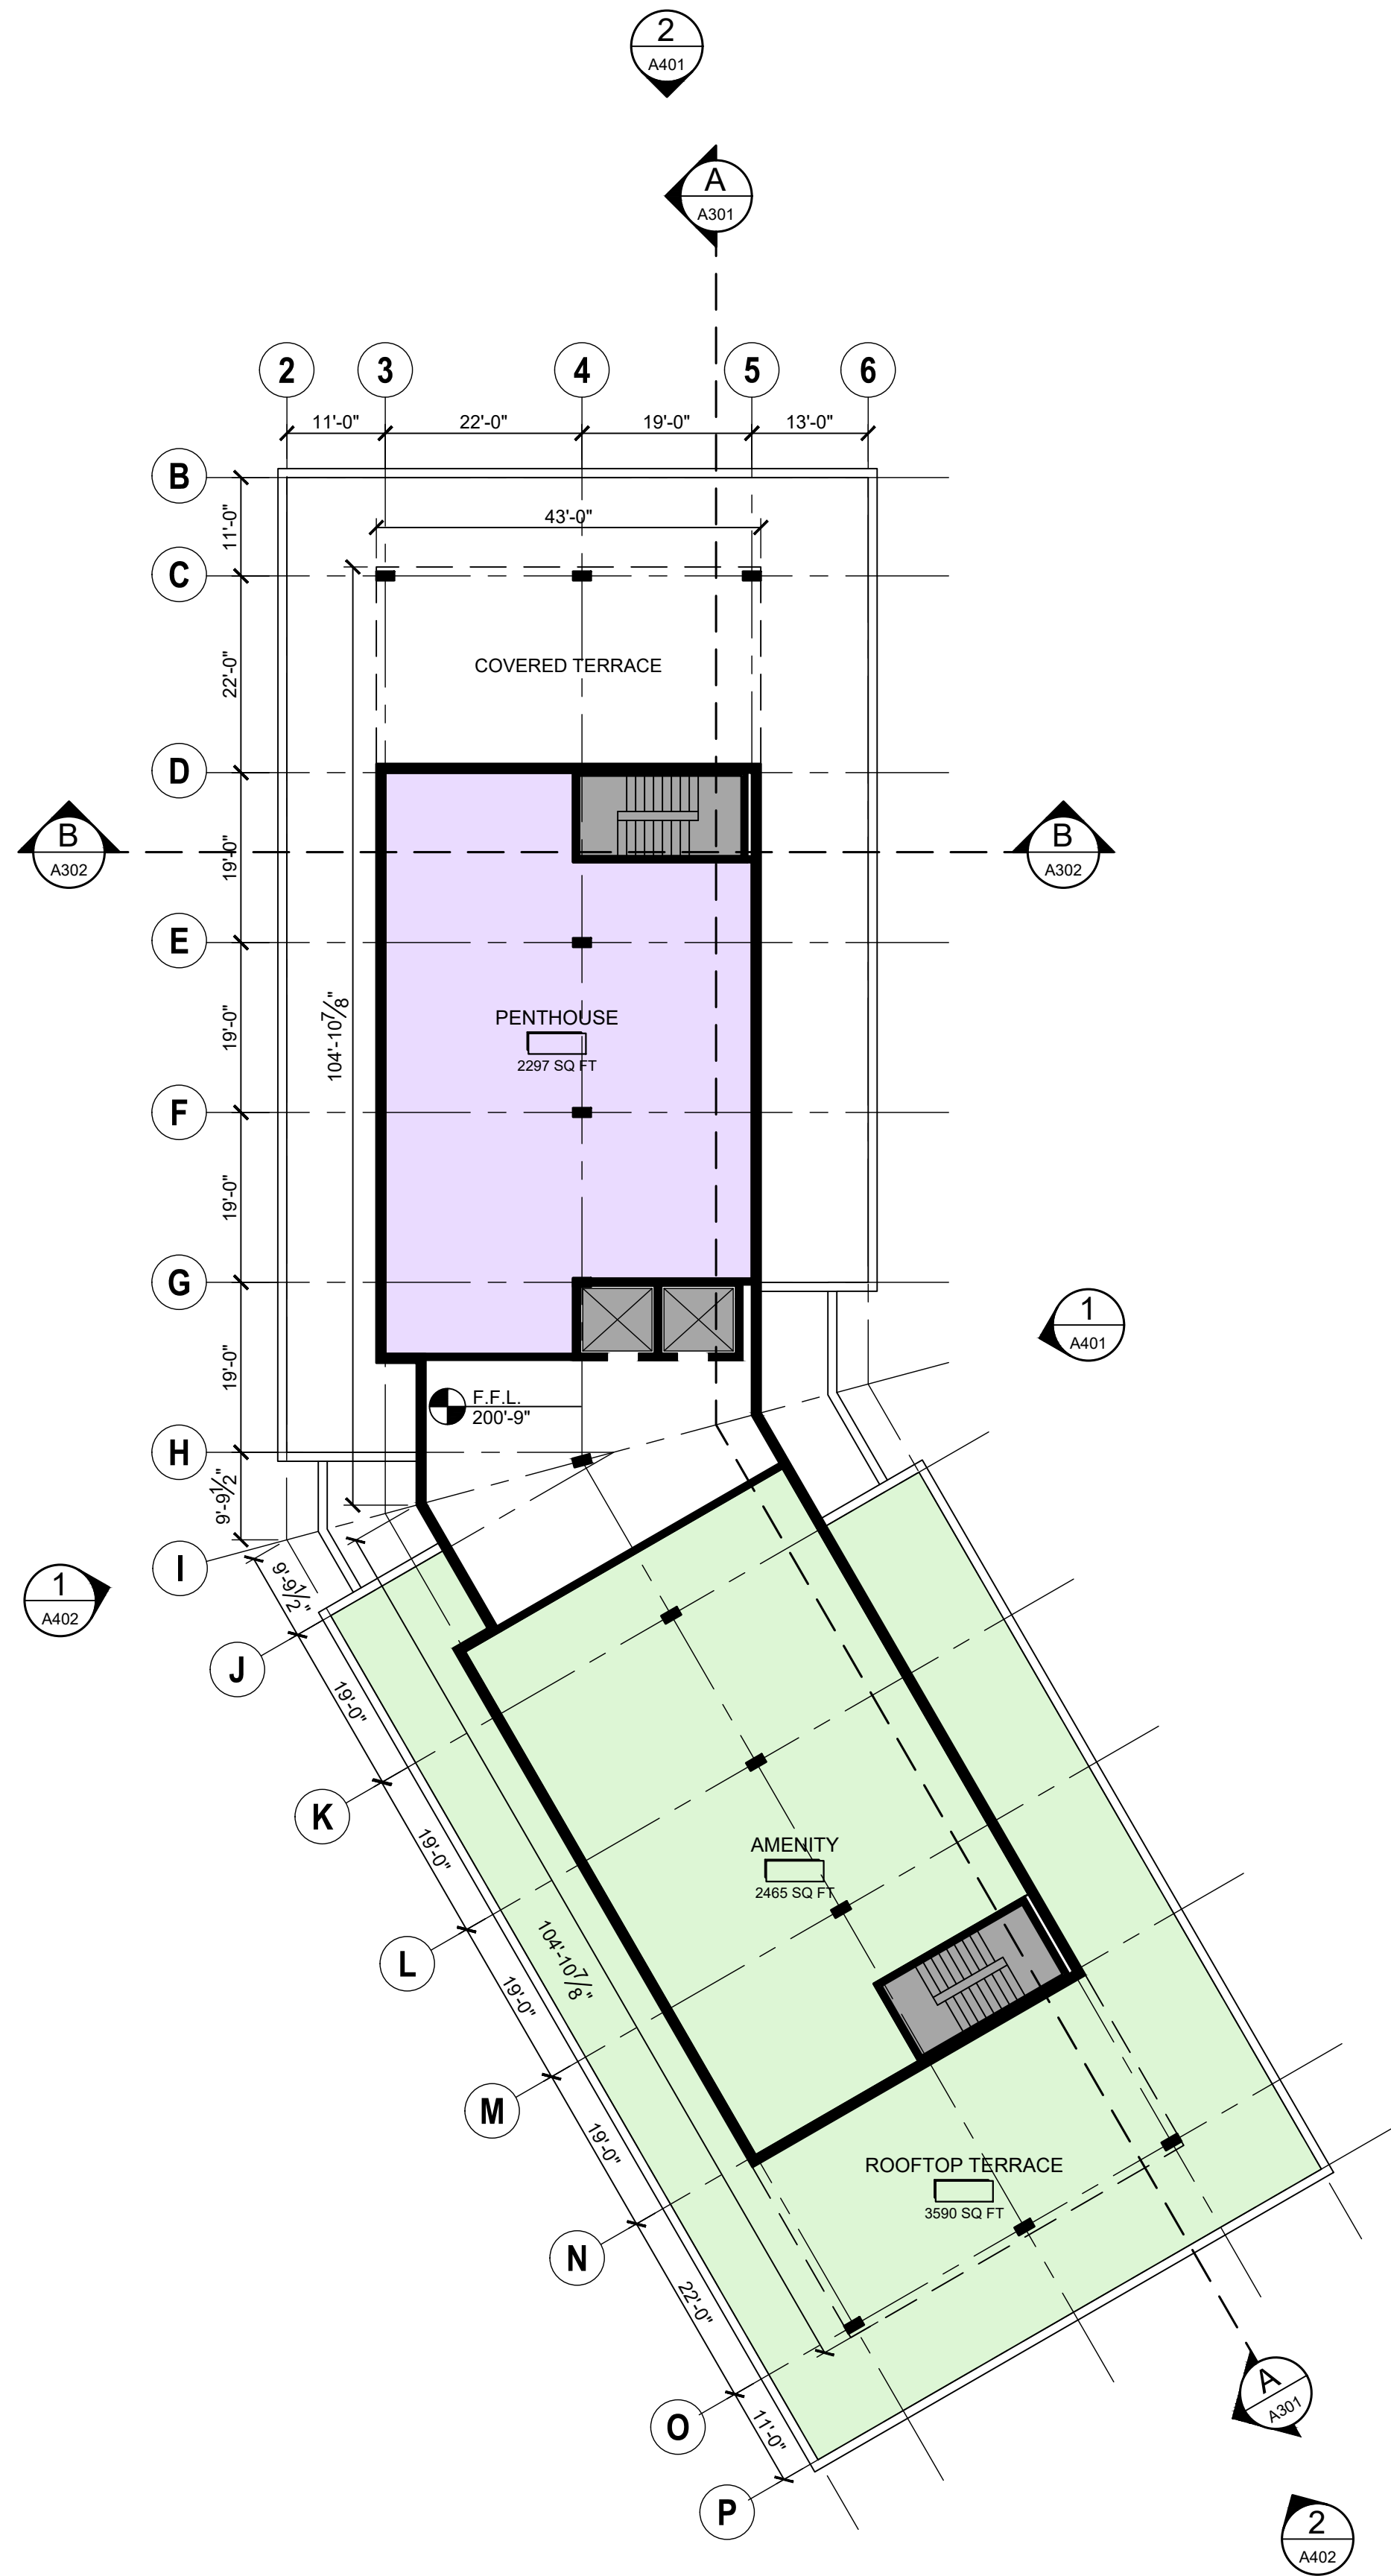 2
A401
A
A301
2
3
4
5
6
11'-0"
22'-0"
19'-0"
13'-0"
B
11'-0"
43'-0"
C
22'-0"
COVERED TERRACE
D
B
A302
19'-0"
B
A302
E
19'-0"
104'-10 7/8"
PENTHOUSE
2297 SQ FT
F
19'-0"
G
1
A401
19'-0"
F.F.L.
200'-9"
H
9'-9 1/2"
I
9'-9 1/2"
1
A402
J
19'-0"
K
19'-0"
AMENITY
2465 SQ FT
L
104'-10 7/8"
19'-0"
M
19'-0"
ROOFTOP TERRACE
3590 SQ FT
N
22'-0"
O
11'-0"
A
A301
P
2
A402